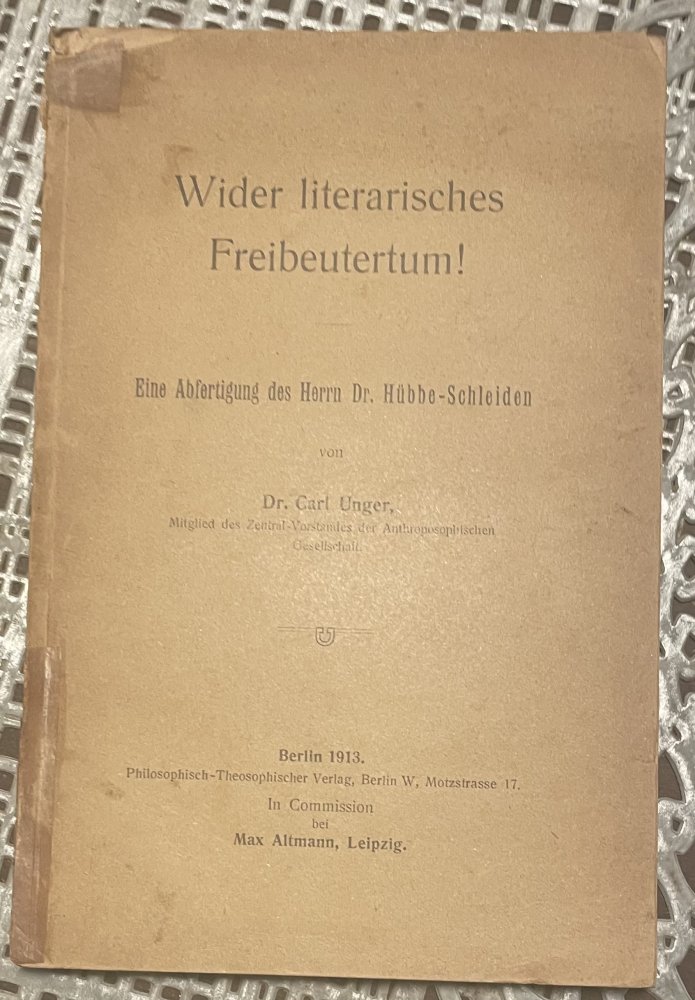 Wider literarisches
Freibeutertum!
Eine Abfertigung des Herrn Dr. Hübbe-Schleiden
von
Dr. Carl Unger,
Mitglied des Zentral-Vorstandes der Anthroposophischen
Gesellschaft.
Berlin 1913.
Philosophisch-Theosophischer Verlag, Berlin W, Motzstrasse 17.
In Commission
bei
Max Altmann, Leipzig.